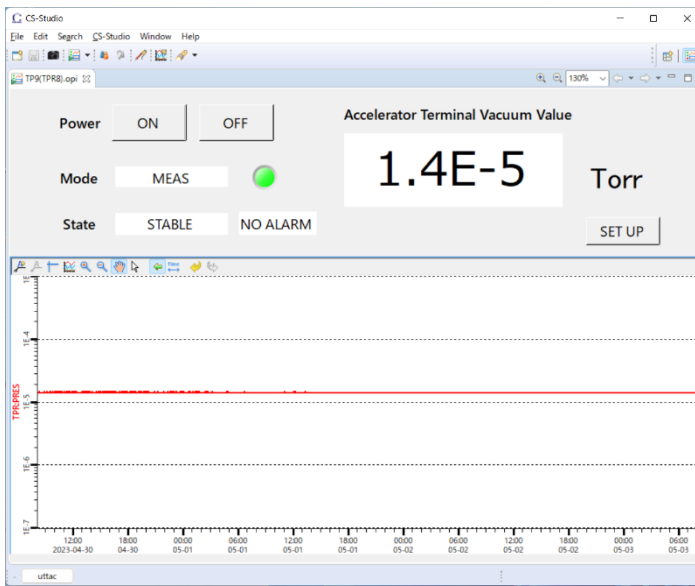 CS-Studio
File Edit Search CS-Studio Window Help
TP9(TPR8).opi
130%
Accelerator Terminal Vacuum Value
Power ON OFF
1.4E-5 Torr
Mode MEAS
State STABLE NO ALARM
SET UP
TPR:PRES
1E-4
1E-5
1E-6
1E-7
12:00 18:00 00:00 06:00 12:00 18:00 00:00 06:00 12:00 18:00 00:00 06:00
2023-04-30 04-30 05-01 05-01 05-01 05-01 05-02 05-02 05-02 05-02 05-03 05-03
uttac